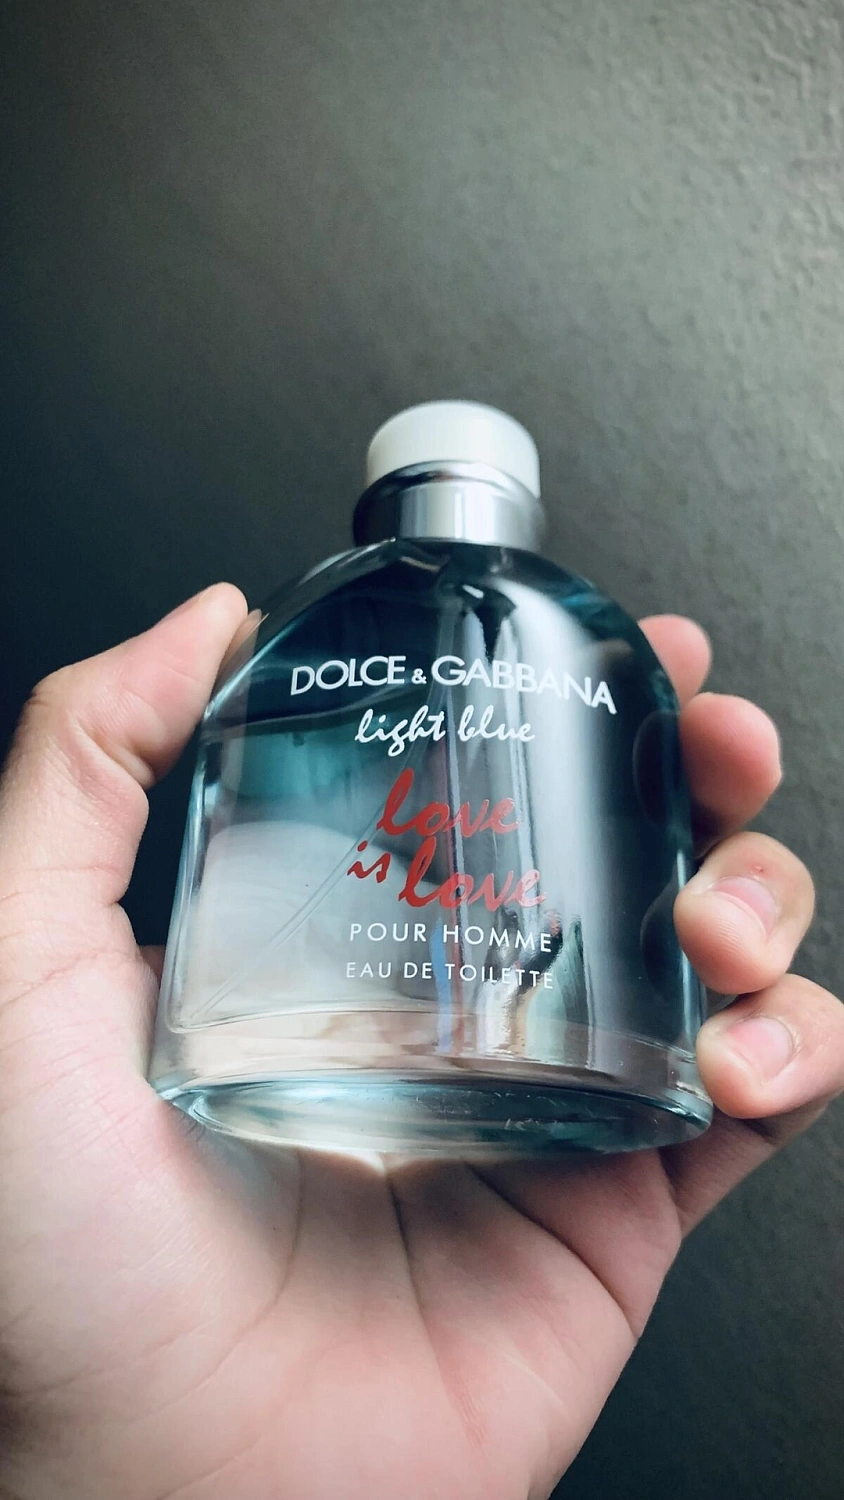 DOLCE & GABBANA
light blue
love
is love
POUR HOMME
EAU DE TOILETTE